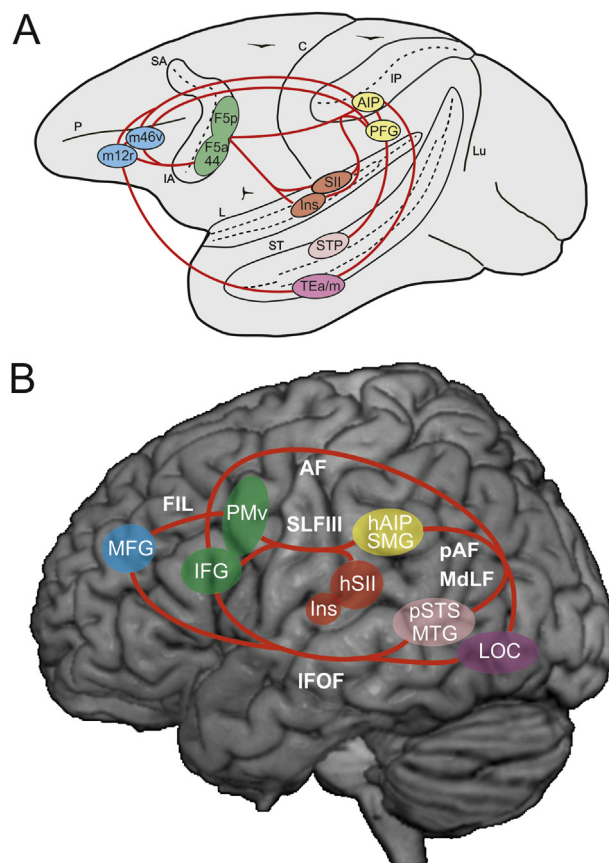 A
C
SA
IP
AIP
F5p
P
PFG
m46v
F5a
m12r
44
Lu
IA
SII
Ins
L
ST
STP
TEa/m
B
AF
FIL
PMv
SLFIII
hAIP
SMG
MFG
pAF
IFG
hSII
MdLF
Ins
pSTS
MTG
LOC
IFOF